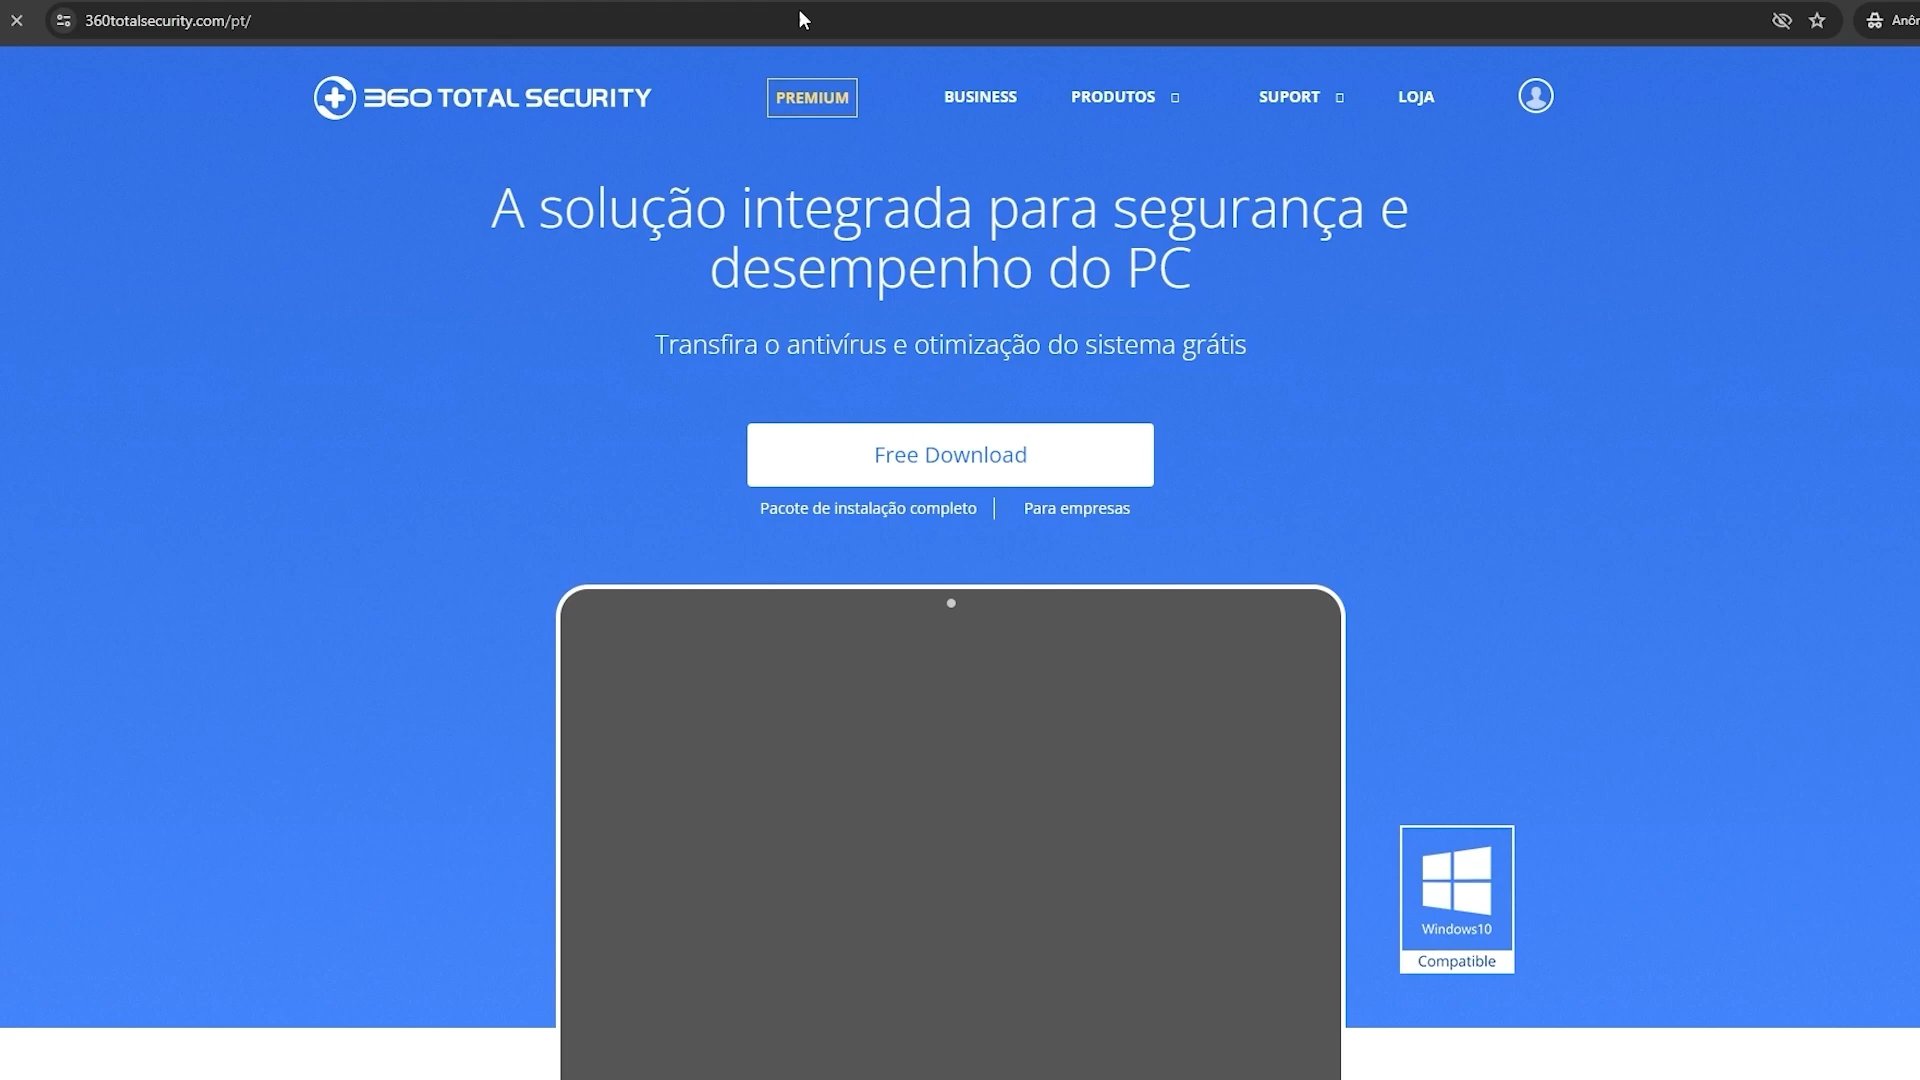 360totalsecurity.com/pt/
Anôn
360 TOTAL SECURITY
PREMIUM
BUSINESS
PRODUTOS
SUPORT
LOJA
A solução integrada para segurança e
desempenho do PC
Transfira o antivírus e otimização do sistema grátis
Free Download
Pacote de instalação completo
Para empresas
Windows10
Compatible